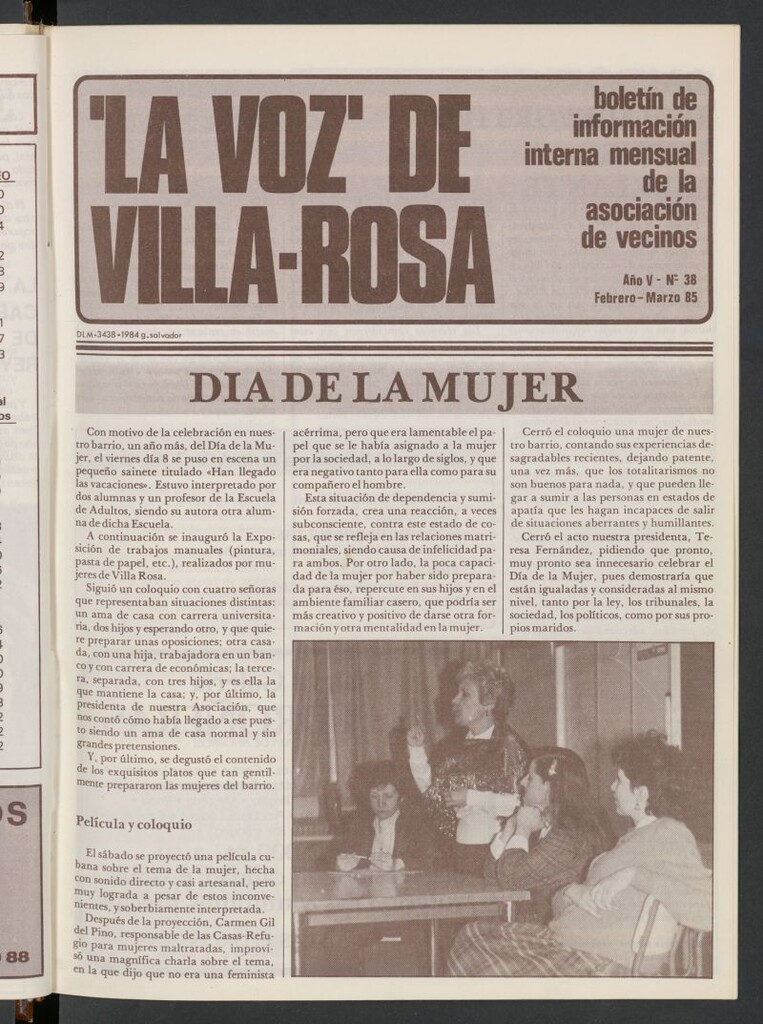 'LA VOZ' DE
VILLA-ROSA
boletín de
información
interna mensual
de la
asociación
de vecinos
Año V - Nº 38
Febrero - Marzo 85
DLM-3438-1984 g. salvador
DIA DE LA MUJER
Con motivo de la celebración en nues-
tro barrio, un año más, del Día de la Mu-
jer, el viernes día 8 se puso en escena un
pequeño sainete titulado «Han llegado
las vacaciones». Estuvo interpretado por
dos alumnas y un profesor de la Escuela
de Adultos, siendo su autora otra alum-
na de dicha Escuela.
A continuación se inauguró la Expo-
sición de trabajos manuales (pintura,
pasta de papel, etc.), realizados por mu-
jeres de Villa Rosa.
Siguió un coloquio con cuatro señoras
que representaban situaciones distintas:
un ama de casa con carrera universita-
ria, dos hijos y esperando otro, y que quie-
re preparar unas oposiciones; otra casa-
da, con una hija, trabajadora en un ban-
co y con carrera de económicas; la terce-
ra, separada, con tres hijos, y es ella la
que mantiene la casa; y, por último, la
presidenta de nuestra Asociación, que
nos contó cómo había llegado a ese pues-
to siendo un ama de casa normal y sin
grandes pretensiones.
Y, por último, se degustó el contenido
de los exquisitos platos que tan gentil-
mente prepararon las mujeres del barrio.
Película y coloquio
El sábado se proyectó una película cu-
bana sobre el tema de la mujer, hecha
con sonido directo y casi artesanal, pero
muy lograda a pesar de estos inconve-
nientes, y soberbiamente interpretada.
Después de la proyección, Carmen Gil
del Pino, responsable de las Casas-Refu-
gio para mujeres maltratadas, improvi-
só una magnífica charla sobre el tema,
en la que dijo que no era una feminista
acérrima, pero que era lamentable el pa-
pel que se le había asignado a la mujer
por la sociedad, a lo largo de siglos, y que
era negativo tanto para ella como para su
compañero el hombre.
Esta situación de dependencia y sumi-
sión forzada, crea una reacción, a veces
subconsciente, contra este estado de co-
sas, que se refleja en las relaciones matri-
moniales, siendo causa de infelicidad pa-
ra ambos. Por otro lado, la poca capaci-
dad de la mujer por haber sido prepara-
da para éso, repercute en sus hijos y en el
ambiente familiar casero, que podría ser
más creativo y positivo de darse otra for-
mación y otra mentalidad en la mujer.
Cerró el coloquio una mujer de nues-
tro barrio, contando sus experiencias de-
sagradables recientes, dejando patente,
una vez más, que los totalitarismos no
son buenos para nada, y que pueden lle-
gar a sumir a las personas en estados de
apatía que les hagan incapaces de salir
de situaciones aberrantes y humillantes.
Cerró el acto nuestra presidenta, Te-
resa Fernández, pidiendo que pronto,
muy pronto sea innecesario celebrar el
Día de la Mujer, pues demostraría que
están igualadas y consideradas al mismo
nivel, tanto por la ley, los tribunales, la
sociedad, los políticos, como por sus pro-
pios maridos.
88